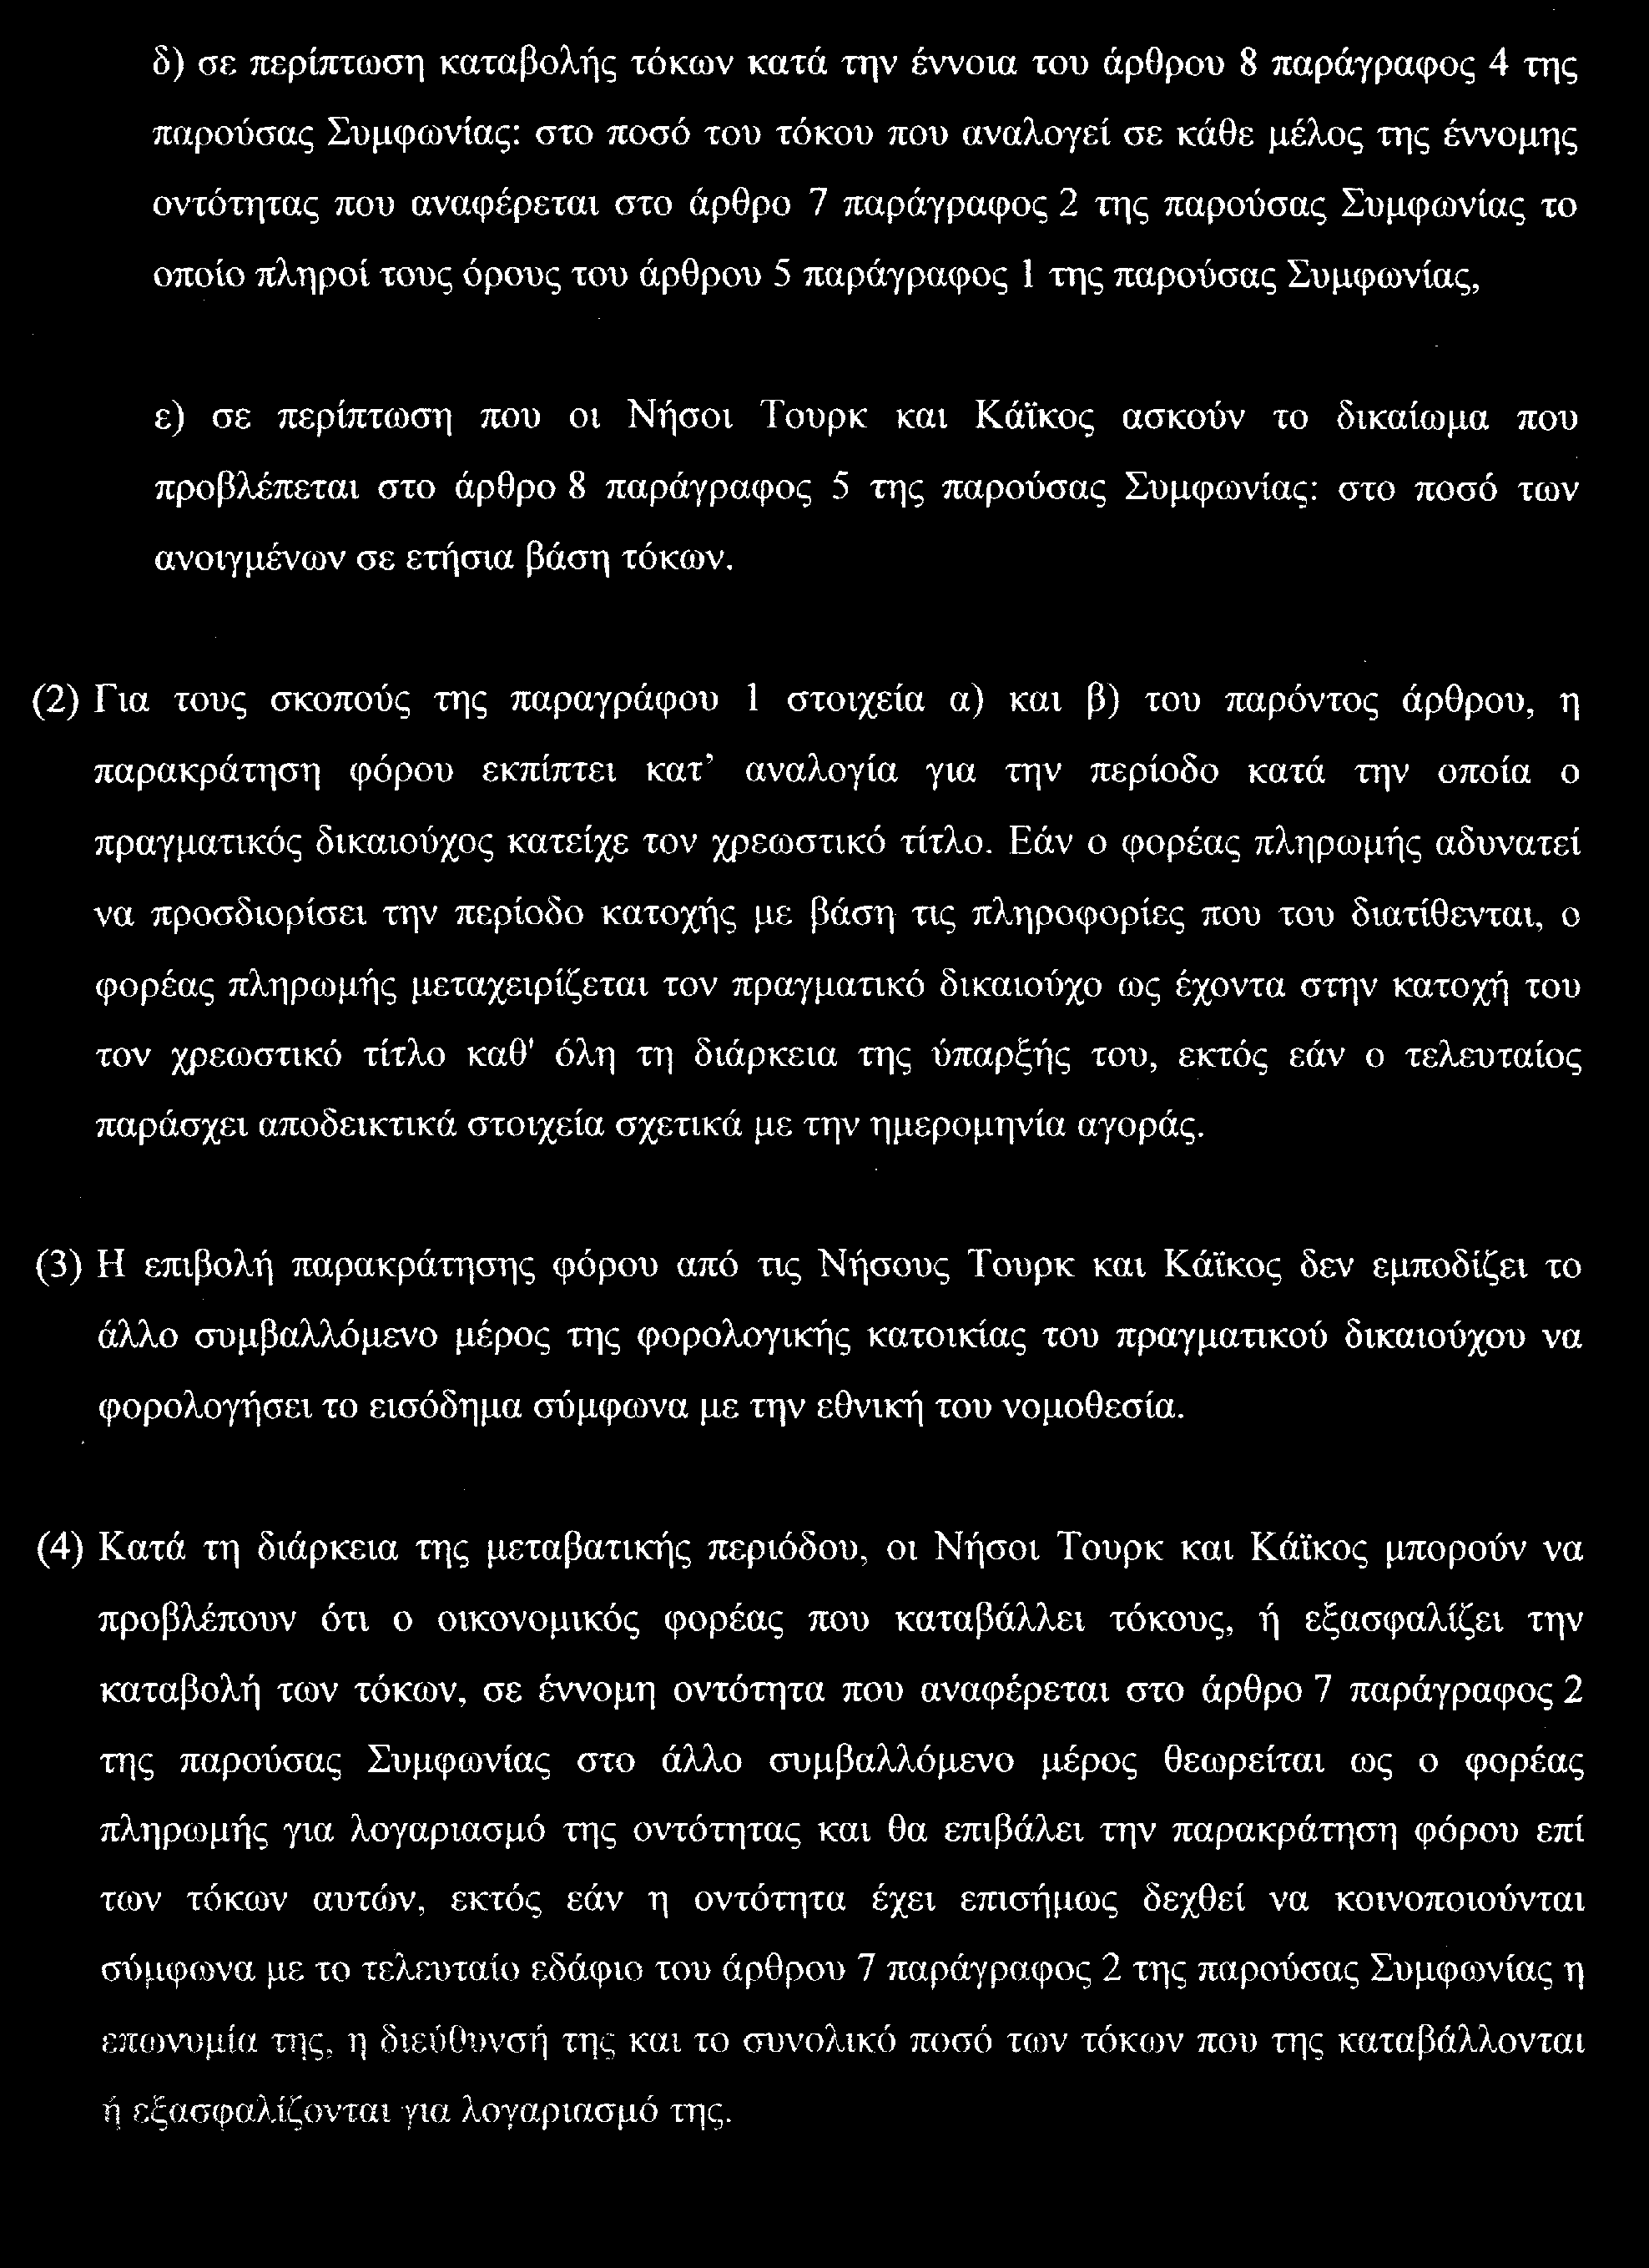 δ) σε περίπτωση καταβολής τόκων κατά την έννοια του άρθρου 8 παράγραφος 4 της
παρούσας Συμφωνίας: στο ποσό του τόκου που αναλογεί σε κάθε μέλος της έννομης
οντότητας που αναφέρεται στο άρθρο 7 παράγραφος 2 της παρούσας Συμφωνίας το
οποίο πληροί τους όρους του άρθρου 5 παράγραφος 1 της παρούσας Συμφωνίας,
ε) σε περίπτωση που οι Νήσοι Τουρκ και Κάϊκος ασκούν το δικαίωμα που
προβλέπεται στο άρθρο 8 παράγραφος 5 της παρούσας Συμφωνίας: στο ποσό των
ανοιγμένων σε ετήσια βάση τόκων.
(2) Για τους σκοπούς της παραγράφου 1 στοιχεία α) και β) του παρόντος άρθρου, η
παρακράτηση φόρου εκπίπτει κατ’ αναλογία για την περίοδο κατά την οποία ο
πραγματικός δικαιούχος κατείχε τον χρεωστικό τίτλο. Εάν ο φορέας πληρωμής αδυνατεί
να προσδιορίσει την περίοδο κατοχής με βάση τις πληροφορίες που του διατίθενται, ο
φορέας πληρωμής μεταχειρίζεται τον πραγματικό δικαιούχο ως έχοντα στην κατοχή του
τον χρεωστικό τίτλο καθ' όλη τη διάρκεια της ύπαρξής του, εκτός εάν ο τελευταίος
παράσχει αποδεικτικά στοιχεία σχετικά με την ημερομηνία αγοράς.
(3) Η επιβολή παρακράτησης φόρου από τις Νήσους Τουρκ και Κάϊκος δεν εμποδίζει το
άλλο συμβαλλόμενο μέρος της φορολογικής κατοικίας του πραγματικού δικαιούχου να
φορολογήσει το εισόδημα σύμφωνα με την εθνική του νομοθεσία.
(4) Κατά τη διάρκεια της μεταβατικής περιόδου, οι Νήσοι Τουρκ και Κάϊκος μπορούν να
προβλέπουν ότι ο οικονομικός φορέας που καταβάλλει τόκους, ή εξασφαλίζει την
καταβολή των τόκων, σε έννομη οντότητα που αναφέρεται στο άρθρο 7 παράγραφος 2
της παρούσας Συμφωνίας στο άλλο συμβαλλόμενο μέρος θεωρείται ως ο φορέας
πληρωμής για λογαριασμό της οντότητας και θα επιβάλει την παρακράτηση φόρου επί
των τόκων αυτών, εκτός εάν η οντότητα έχει επισήμως δεχθεί να κοινοποιούνται
σύμφωνα με το τελευταίο εδάφιο του άρθρου 7 παράγραφος 2 της παρούσας Συμφωνίας η
επωνυμία της, η διεύθυνσή της και το συνολικό ποσό των τόκων που της καταβάλλονται
ή εξασφαλίζονται για λογαριασμό της.